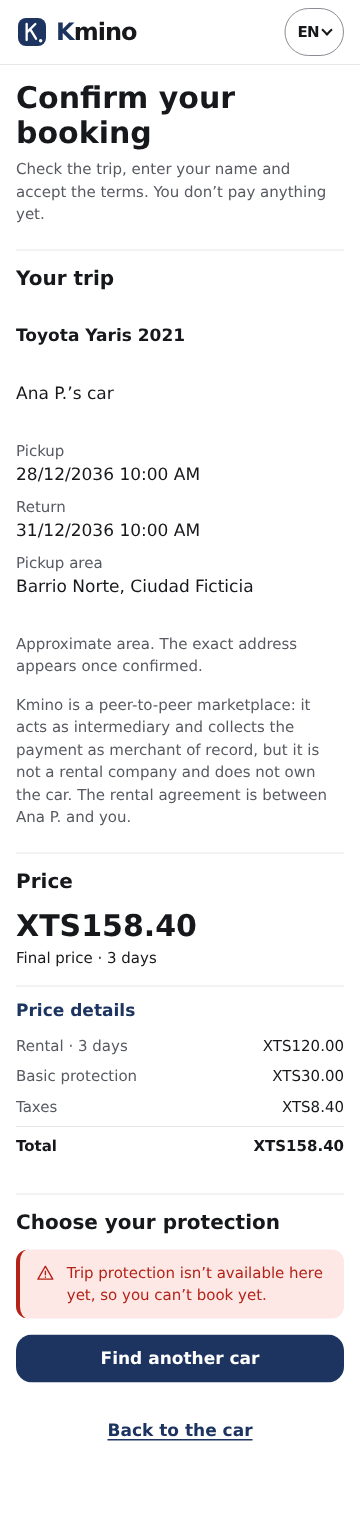 K. Kmino
EN
Confirm your
booking
Check the trip, enter your name and
accept the terms. You don’t pay anything
yet.
Your trip
Toyota Yaris 2021
Ana P.’s car
Pickup
28/12/2036 10:00 AM
Return
31/12/2036 10:00 AM
Pickup area
Barrio Norte, Ciudad Ficticia
Approximate area. The exact address
appears once confirmed.
Kmino is a peer-to-peer marketplace: it
acts as intermediary and collects the
payment as merchant of record, but it is
not a rental company and does not own
the car. The rental agreement is between
Ana P. and you.
Price
XTS158.40
Final price · 3 days
Price details
Rental · 3 days XTS120.00
Basic protection XTS30.00
Taxes XTS8.40
Total XTS158.40
Choose your protection
Trip protection isn’t available here
yet, so you can’t book yet.
Find another car
Back to the car